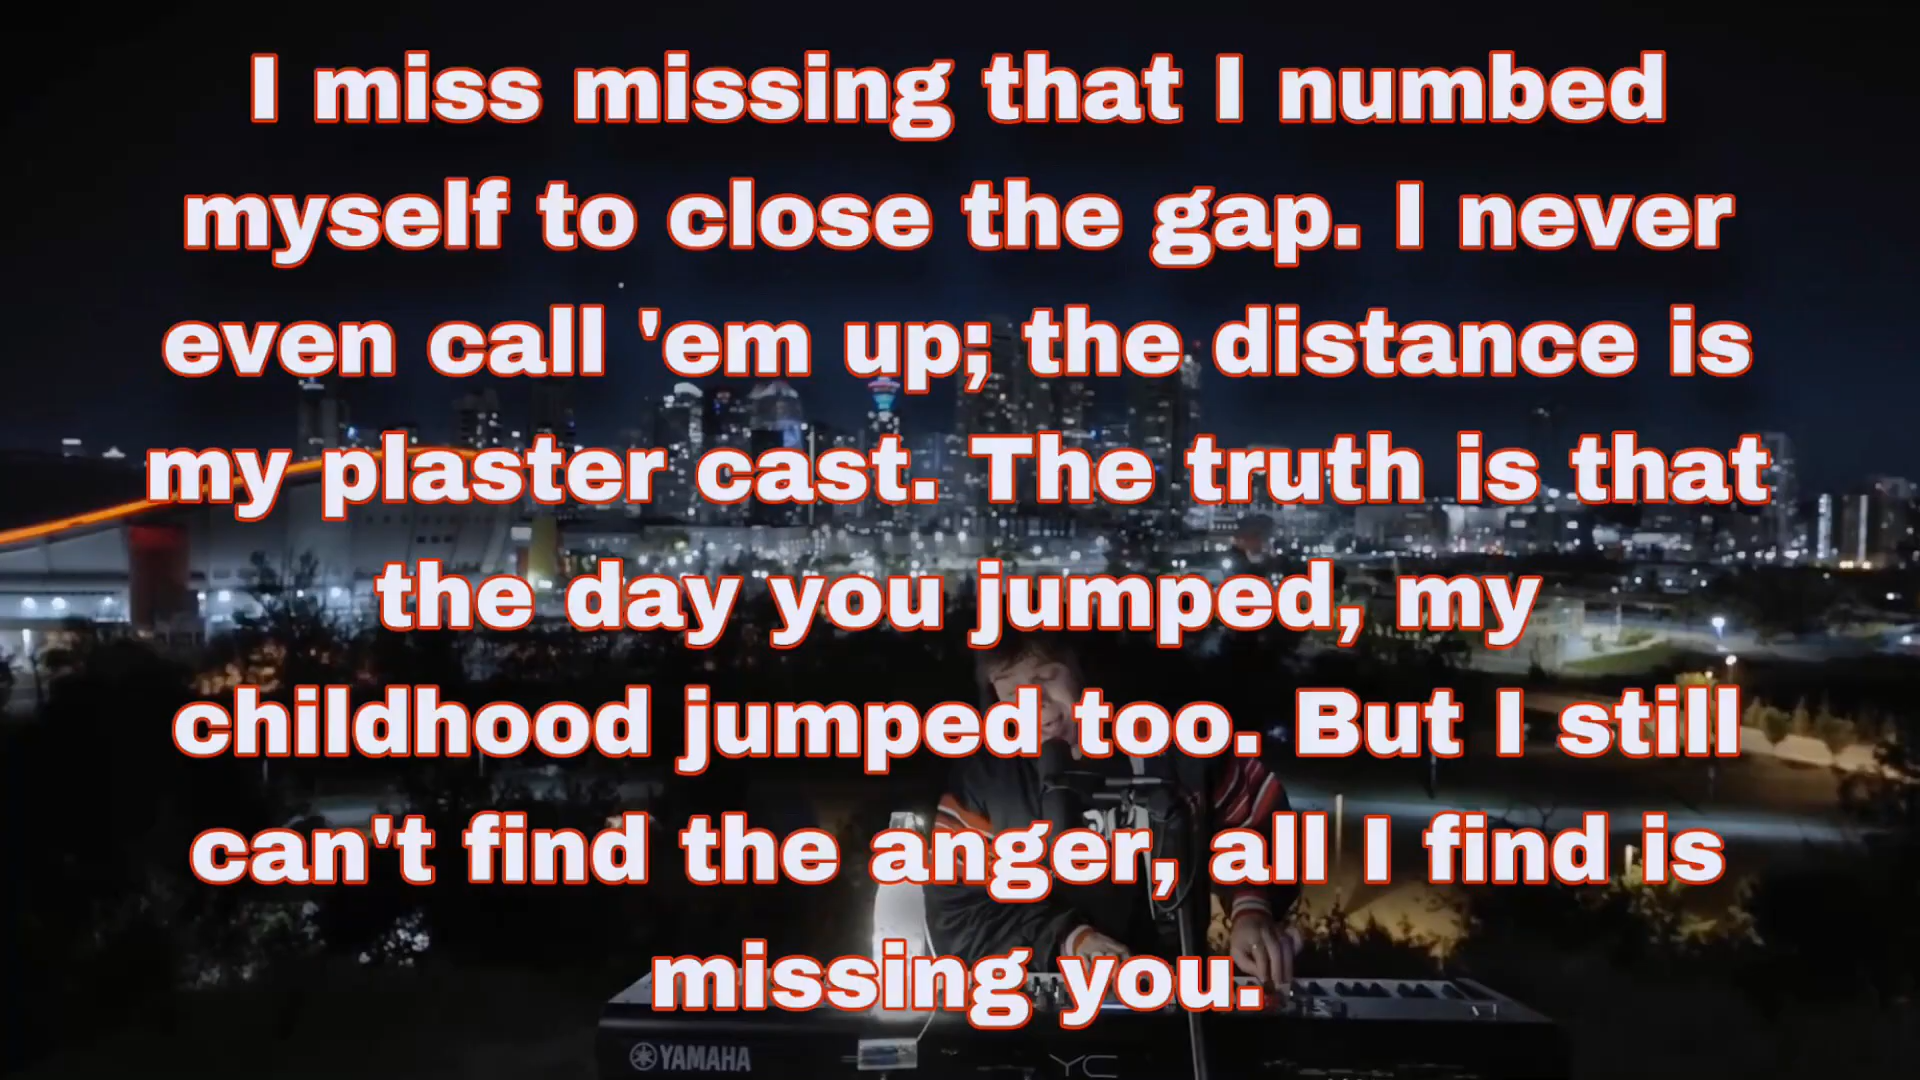 I miss missing that I numbed
myself to close the gap. I never
even call 'em up; the distance is
my plaster cast. The truth is that
the day you jumped, my
childhood jumped too. But I still
can't find the anger, all I find is
missing you.
YAMAHA
YC